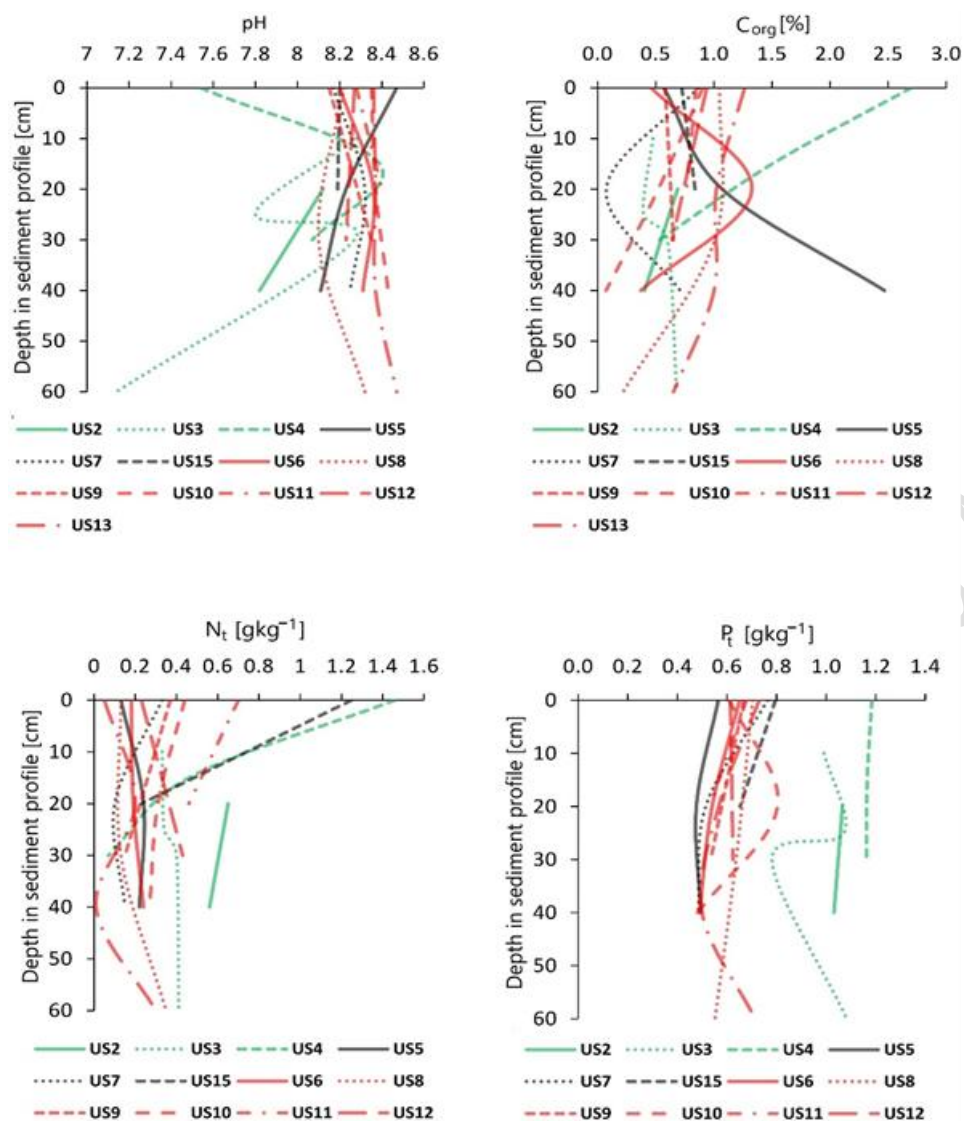 pH
7 7.2 7.4 7.6 7.8 8 8.2 8.4 8.6
0
10
20
30
40
50
60
Depth in sediment profile [cm]
US2 US3 US4 US5
US7 US15 US6 US8
US9 US10 US11 US12
US13
Corg [%]
0.0 0.5 1.0 1.5 2.0 2.5 3.0
0
10
20
30
40
50
60
Depth in sediment profile [cm]
US2 US3 US4 US5
US7 US15 US6 US8
US9 US10 US11 US12
US13
Nt [gkg⁻¹]
0 0.2 0.4 0.6 0.8 1.0 1.2 1.4 1.6
0
10
20
30
40
50
60
Depth in sediment profile [cm]
US2 US3 US4 US5
US7 US15 US6 US8
US9 US10 US11 US12
Pt [gkg⁻¹]
0.0 0.2 0.4 0.6 0.8 1.0 1.2 1.4
0
10
20
30
40
50
60
Depth in sediment profile [cm]
US2 US3 US4 US5
US7 US15 US6 US8
US9 US10 US11 US12